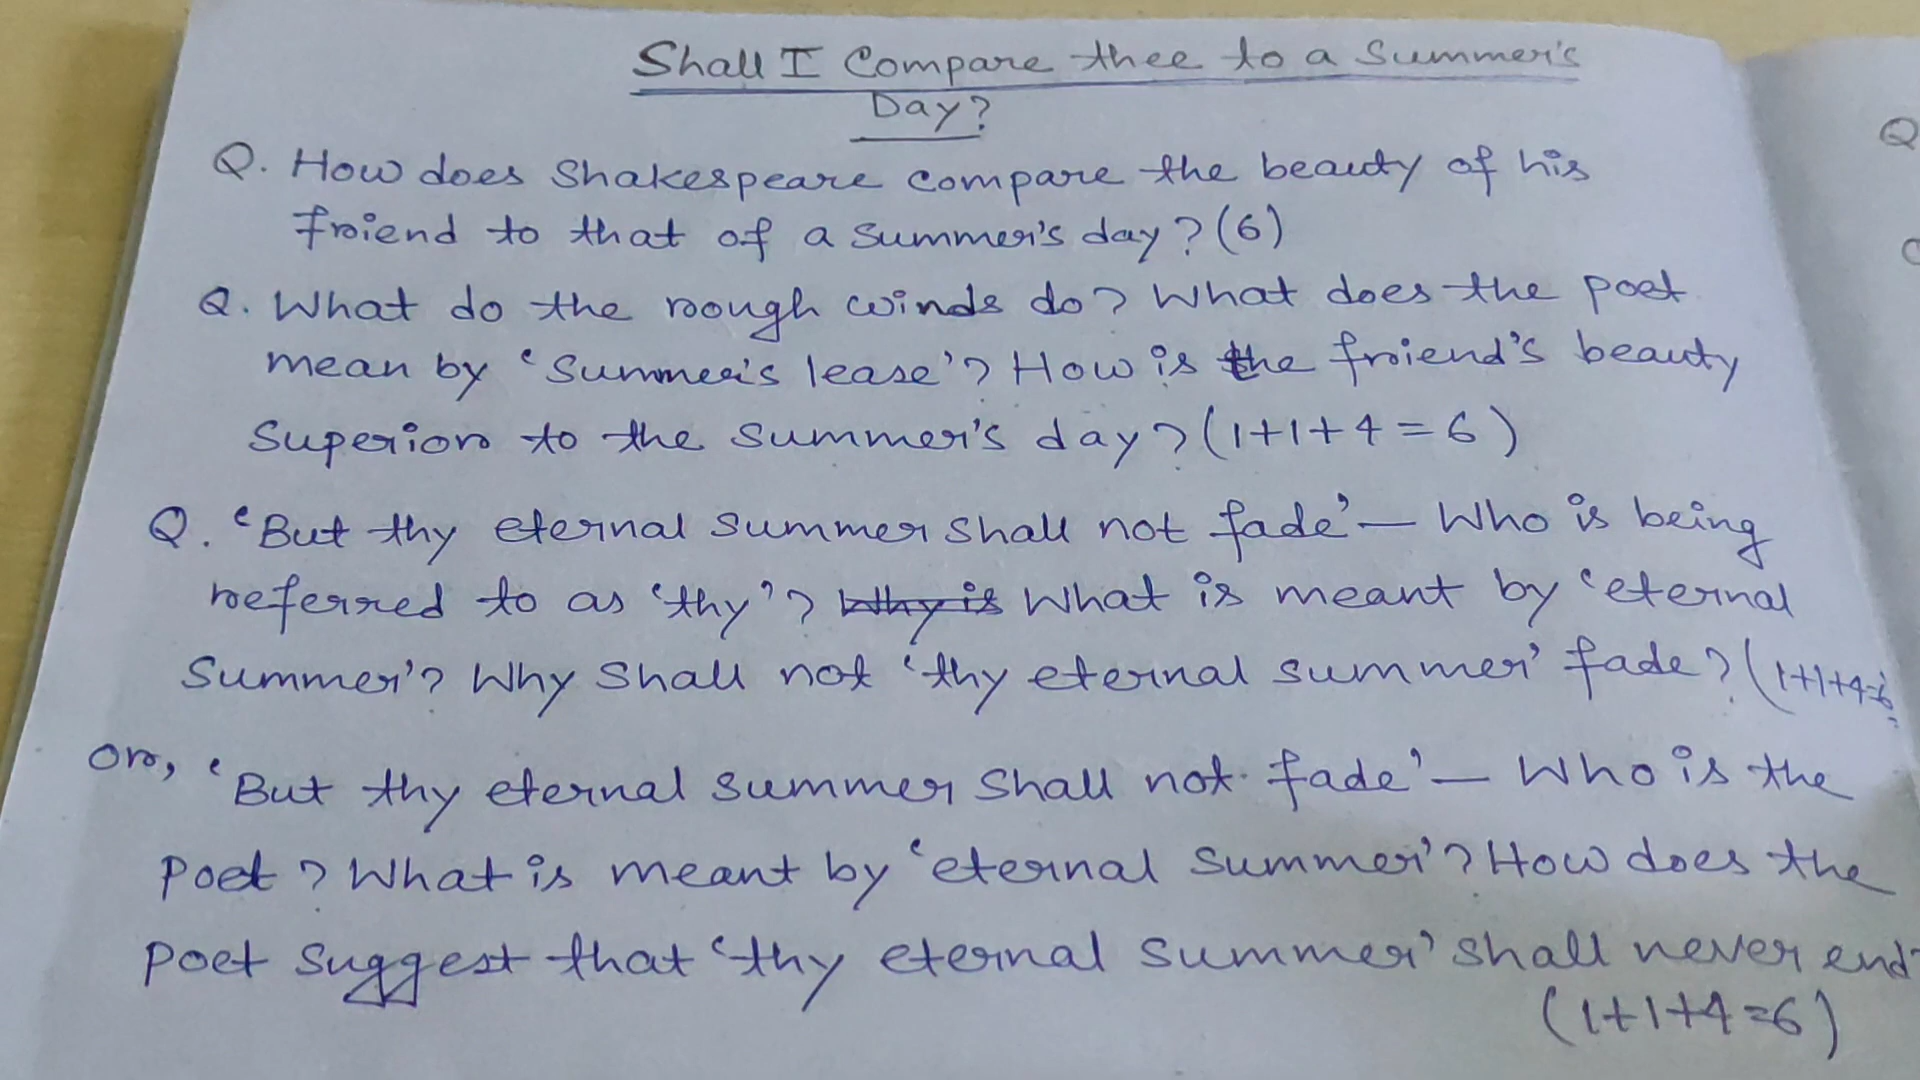 Shall I Compare thee to a Summer's
Day?
Q. How does Shakespeare compare the beauty of his
friend to that of a summer's day? (6)
Q. What do the rough winds do? What does the poet
mean by 'Summer's lease'? How is the friend's beauty
superior to the summer's day? (1+1+4=6)
Q. 'But thy eternal summer shall not fade' — Who is being
referred to as 'thy'? Why is What is meant by 'eternal
Summer'? Why Shall not 'thy eternal summer' fade? (1+1+4=6
or, 'But thy eternal summer shall not fade' — Who is the
poet? What is meant by 'eternal summer'? How does the
poet suggest that 'thy eternal summer' shall never end?
(1+1+4=6)
Q